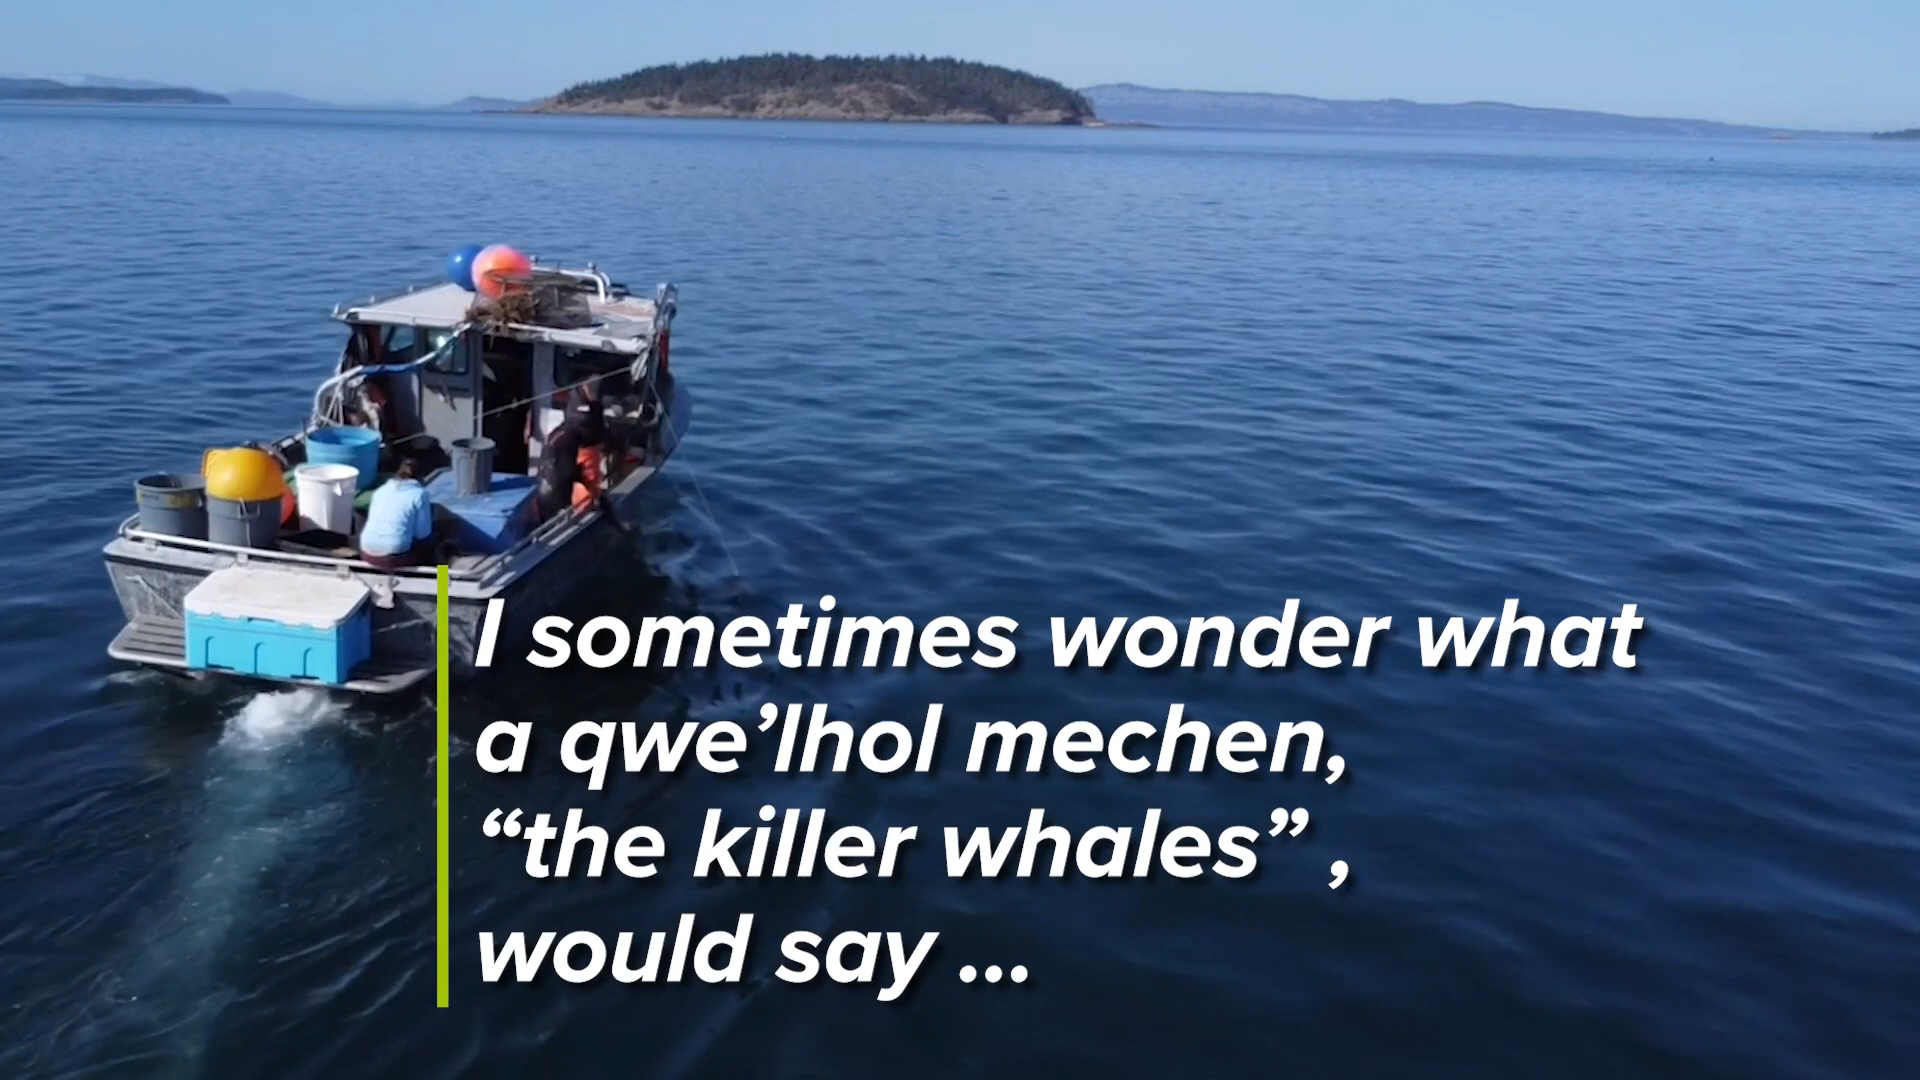 I sometimes wonder what
a qwe’lhol mechen,
“the killer whales” ,
would say ...